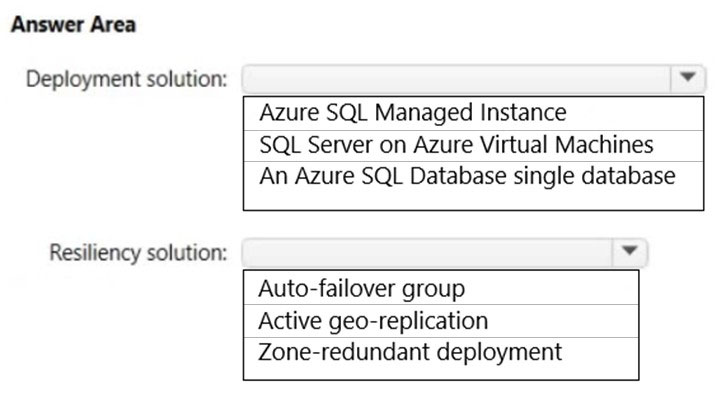 Answer Area
Deployment solution:
Azure SQL Managed Instance
SQL Server on Azure Virtual Machines
An Azure SQL Database single database
Resiliency solution:
Auto-failover group
Active geo-replication
Zone-redundant deployment